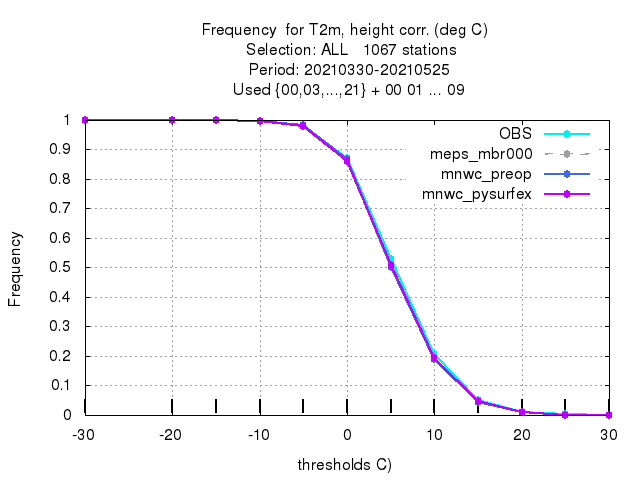 Frequency  for T2m, height corr. (deg C)
Selection: ALL   1067 stations
Period: 20210330-20210525
Used {00,03,...,21} + 00 01 ... 09
OBS
meps_mbr000
mnwc_preop
mnwc_pysurfex
1
0.9
0.8
0.7
0.6
0.5
0.4
0.3
0.2
0.1
0
Frequency
-30
-20
-10
0
10
20
30
thresholds C)